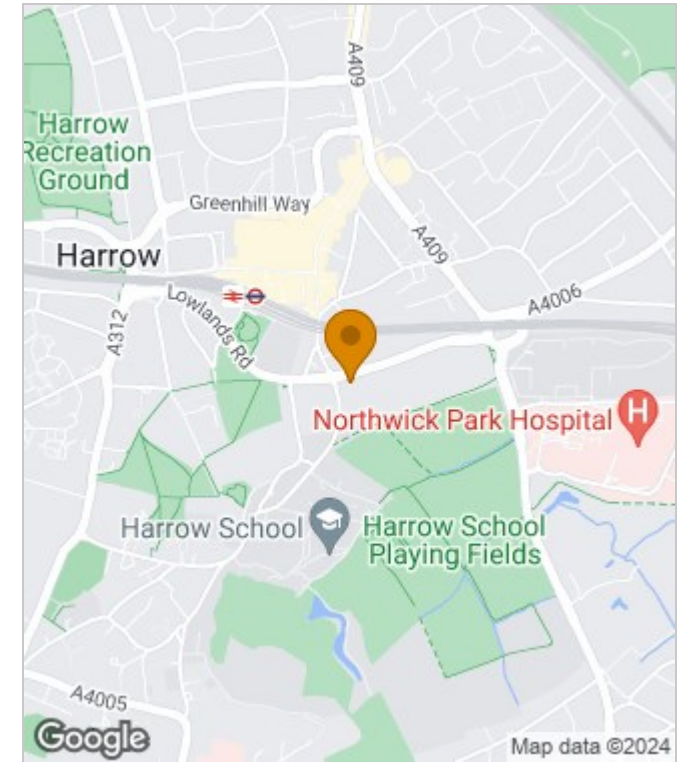 A409
Harrow
Recreation
Ground
Greenhill Way
A409
Harrow
A4006
Lowlands Rd
A312
Northwick Park Hospital
H
Harrow School
Harrow School
Playing Fields
A4005
Google
Map data ©2024